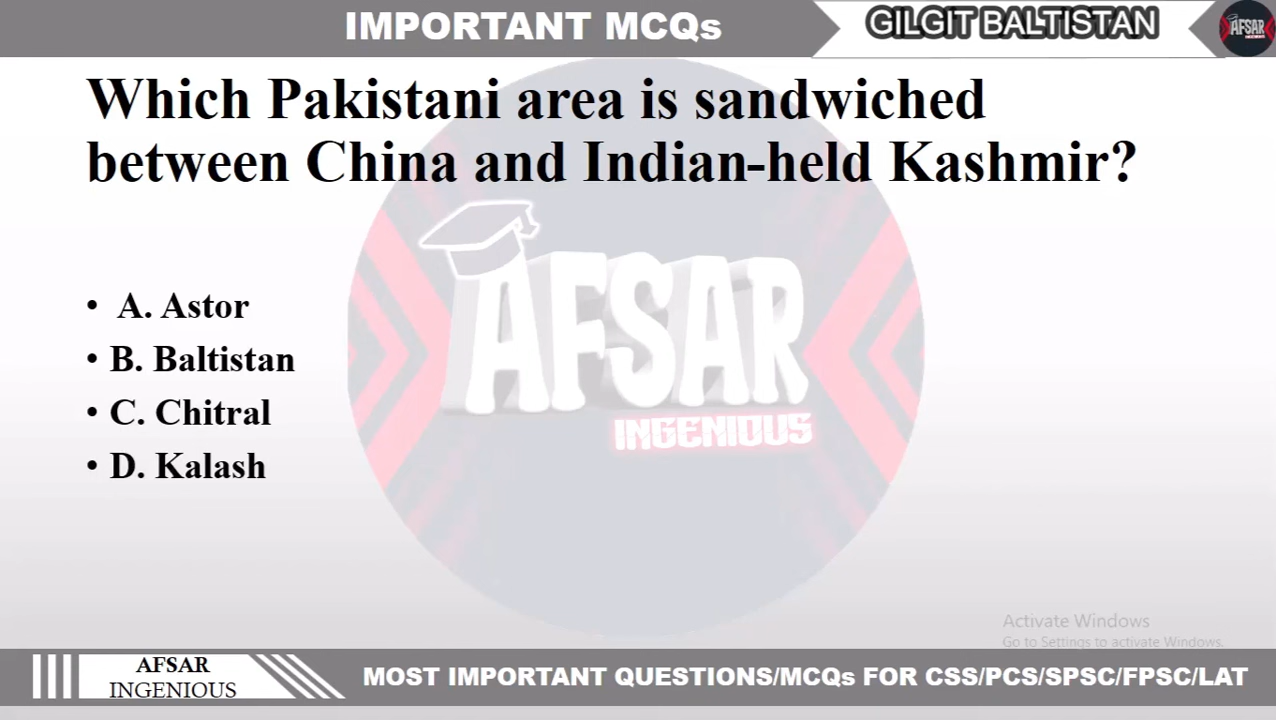 IMPORTANT MCQs
GILGIT BALTISTAN
AFSAR
Which Pakistani area is sandwiched
between China and Indian-held Kashmir?
AFSAR
INGENIOUS
• A. Astor
• B. Baltistan
• C. Chitral
• D. Kalash
Activate Windows
Go to Settings to activate Windows.
AFSAR
INGENIOUS
MOST IMPORTANT QUESTIONS/MCQs FOR CSS/PCS/SPSC/FPSC/LAT